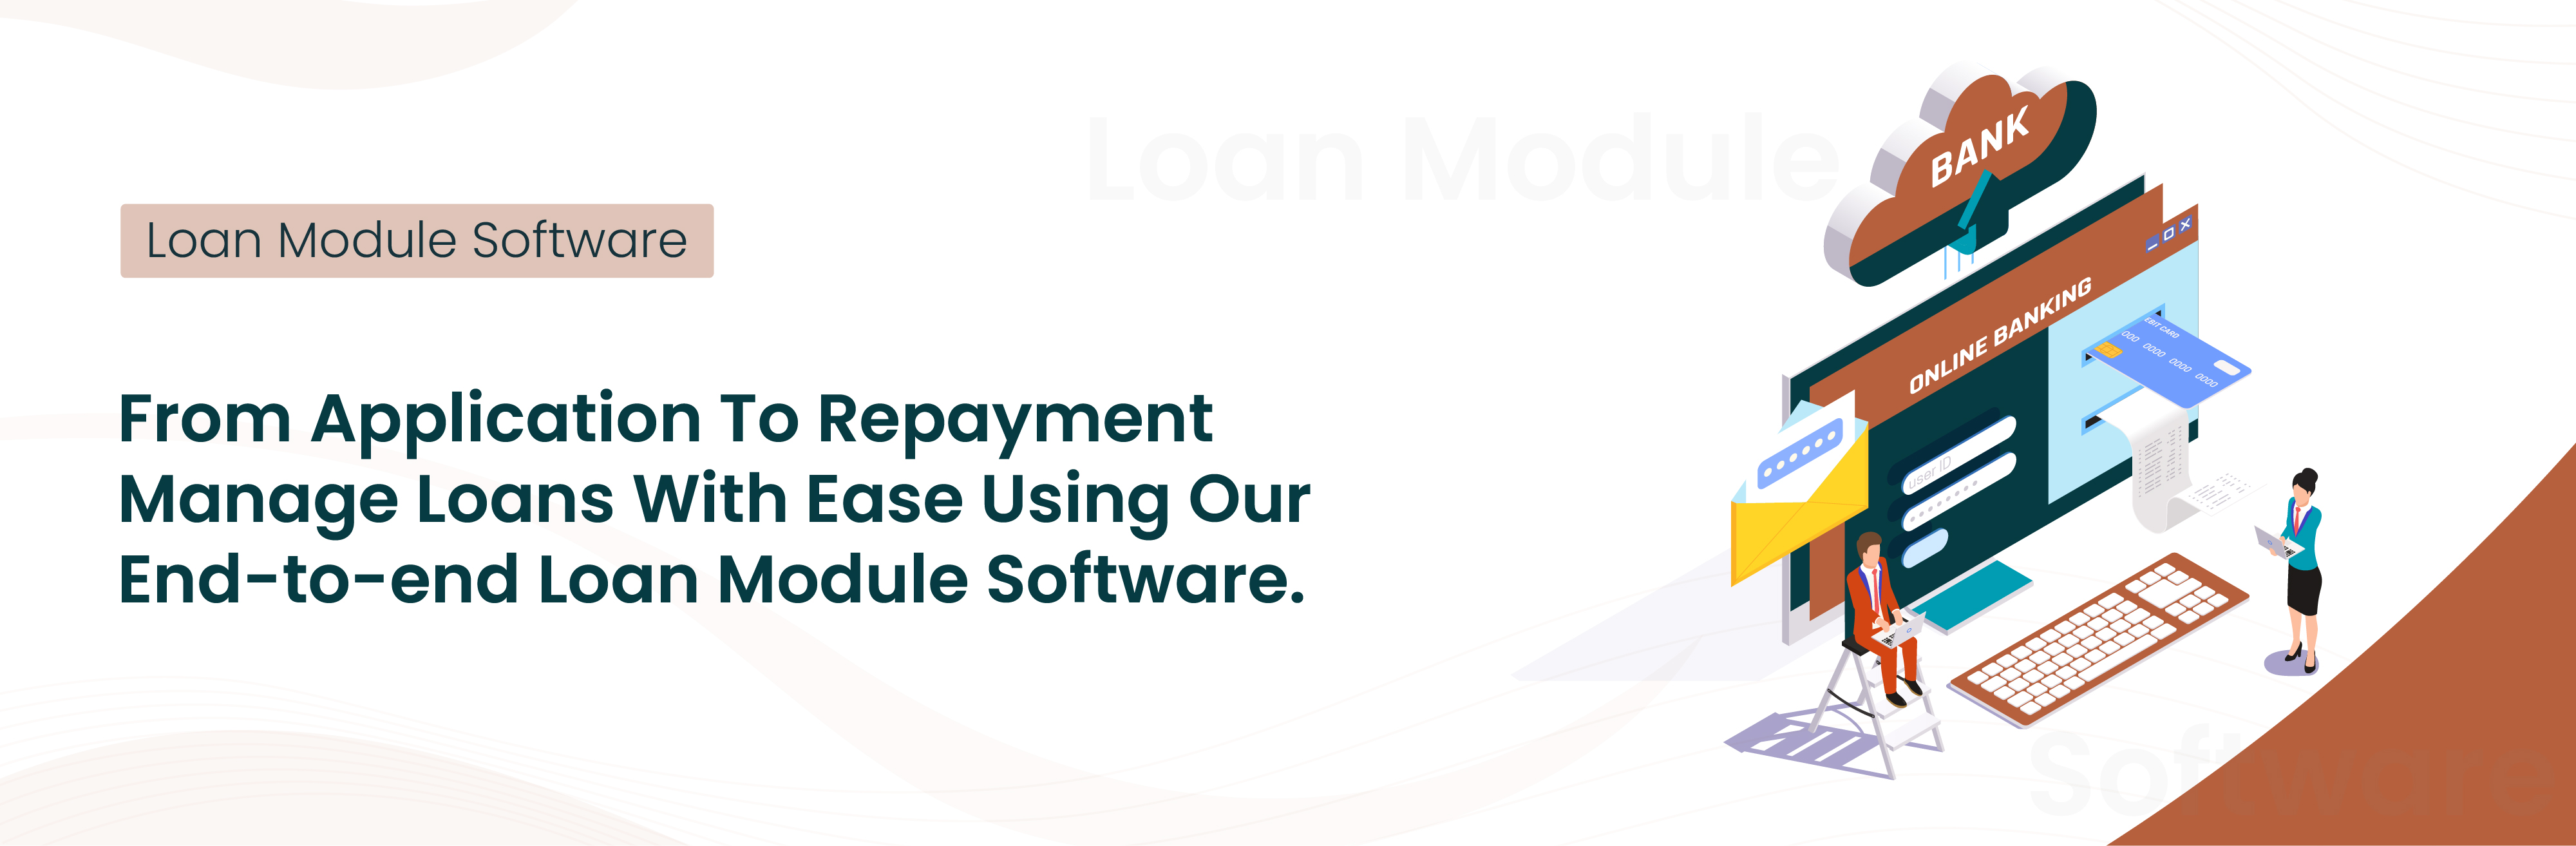 Loan Module
Loan Module Software
From Application To Repayment
Manage Loans With Ease Using Our
End-to-end Loan Module Software.
BANK
ONLINE BANKING
EBIT CARD
000 0000 0000 0000
user ID
Software